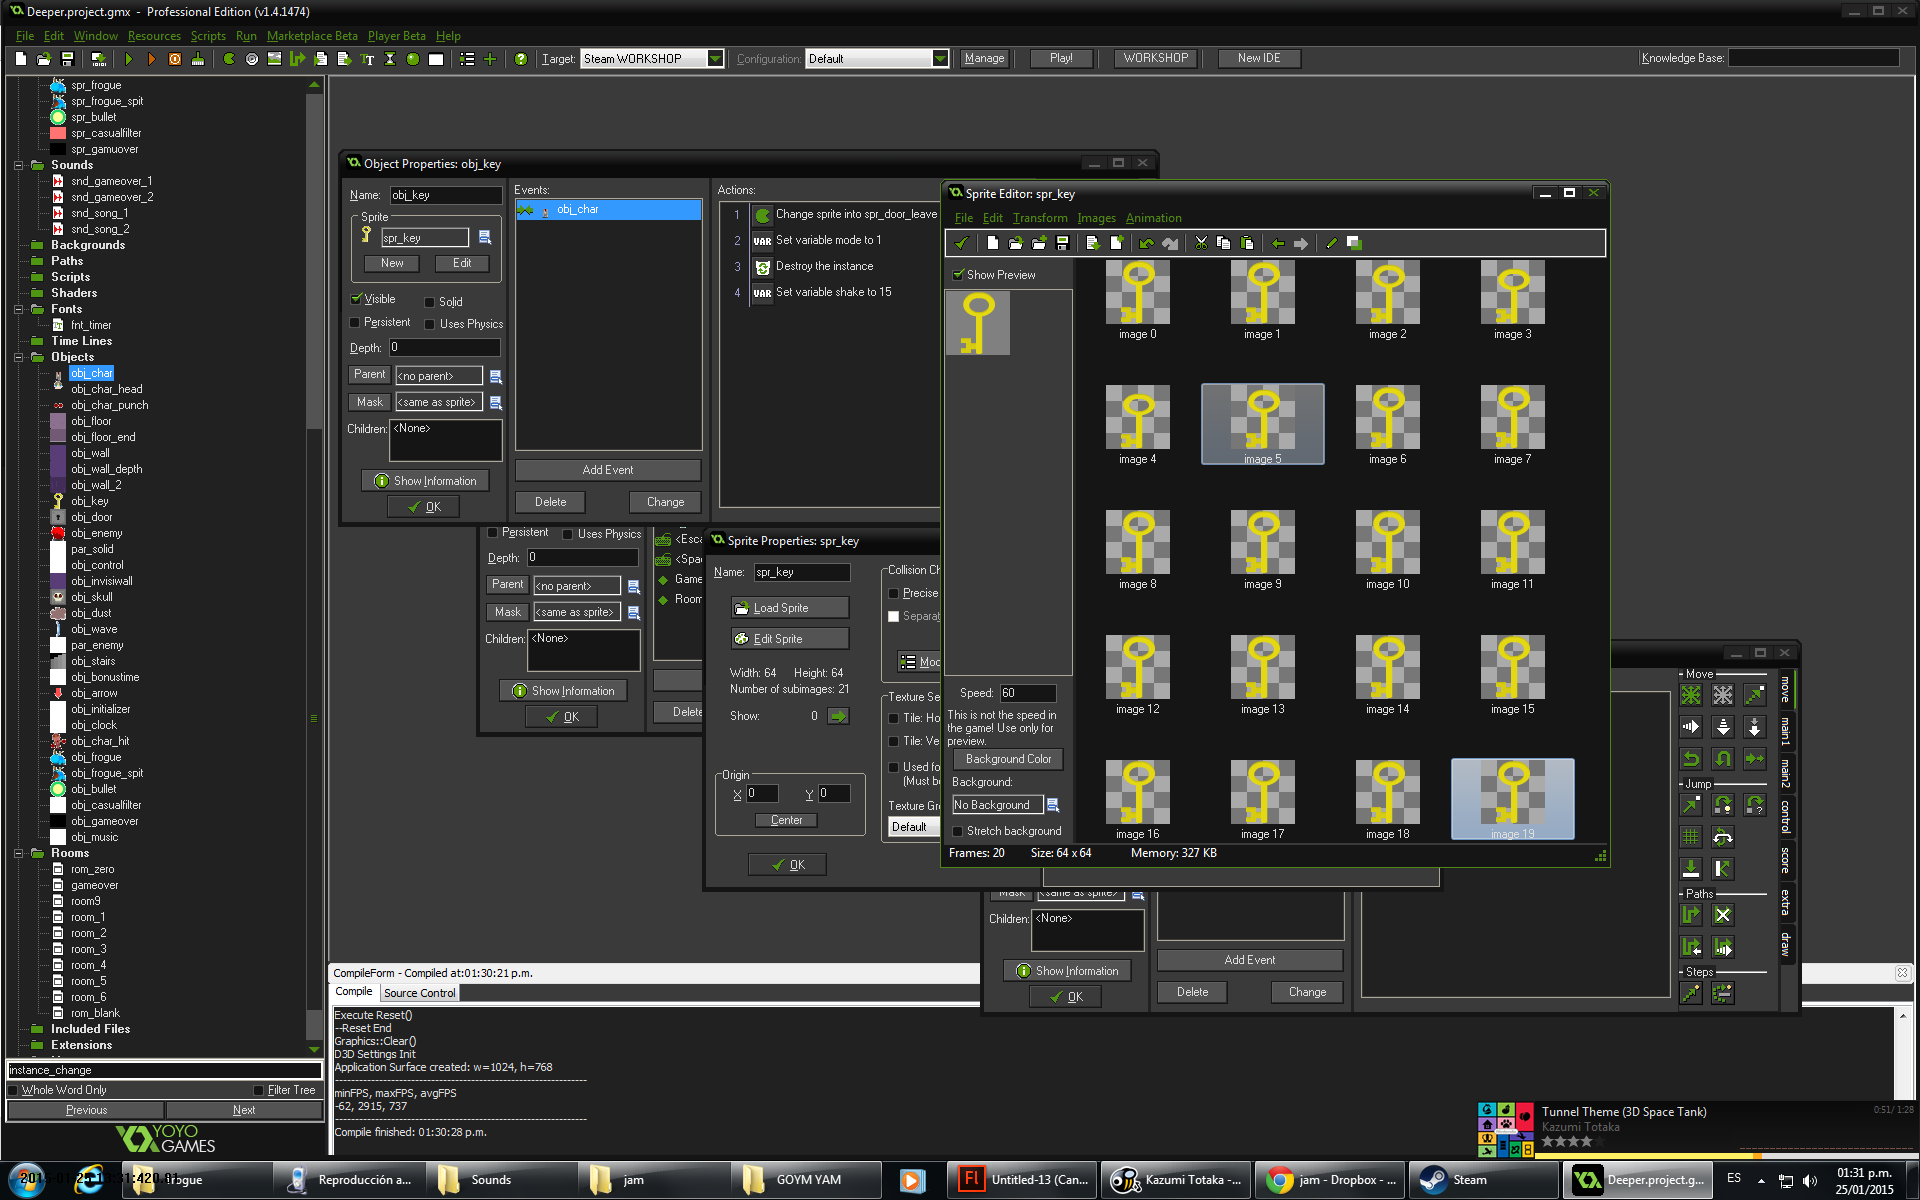 Deeper.project.gmx - Professional Edition (v1.4.1474)
File Edit Window Resources Scripts Run Marketplace Beta Player Beta Help
Target: Steam WORKSHOP Configuration: Default Manage Play! WORKSHOP New IDE Knowledge Base:
spr_frogue
spr_frogue_spit
spr_bullet
spr_casualfilter
spr_gamuover
Sounds
snd_gameover_1
snd_gameover_2
snd_song_1
snd_song_2
Backgrounds
Paths
Scripts
Shaders
Fonts
fnt_timer
Time Lines
Objects
obj_char
obj_char_head
obj_char_punch
obj_floor
obj_floor_end
obj_wall
obj_wall_depth
obj_wall_2
obj_key
obj_door
obj_enemy
par_solid
obj_control
obj_invisiwall
obj_skull
obj_dust
obj_wave
par_enemy
obj_stairs
obj_bonustime
obj_arrow
obj_initializer
obj_clock
obj_char_hit
obj_frogue
obj_frogue_spit
obj_bullet
obj_casualfilter
obj_gameover
obj_music
Rooms
rom_zero
gameover
room9
room_1
room_2
room_3
room_4
room_5
room_6
rom_blank
Included Files
Extensions
instance_change
Whole Word Only Filter Tree
Previous Next
YOYO
GAMES
Object Properties: obj_key
Name: obj_key
Sprite
spr_key
New Edit
Visible Solid
Persistent Uses Physics
Depth: 0
Parent <no parent>
Mask <same as sprite>
Children: <None>
Show Information
OK
Events:
obj_char
Add Event
Delete Change
Actions:
1 Change sprite into spr_door_leave
2 VAR Set variable mode to 1
3 Destroy the instance
4 VAR Set variable shake to 15
Persistent Uses Physics
Depth: 0
Parent <no parent>
Mask <same as sprite>
Children: <None>
Show Information
OK
<Esc
<Spa
Game
Room
Delete
Sprite Properties: spr_key
Name: spr_key
Load Sprite
Edit Sprite
Width: 64 Height: 64
Number of subimages: 21
Show: 0
Origin
X 0 Y 0
Center
OK
Collision Ch
Precise
Separat
Mod
Texture Se
Tile: Ho
Tile: Ve
Used fo
(Must be
Texture Gr
Default
Sprite Editor: spr_key
File Edit Transform Images Animation
Show Preview
Speed: 60
This is not the speed in
the game! Use only for
preview.
Background Color
Background:
No Background
Stretch background
image 0 image 1 image 2 image 3
image 4 image 5 image 6 image 7
image 8 image 9 image 10 image 11
image 12 image 13 image 14 image 15
image 16 image 17 image 18 image 19
Frames: 20 Size: 64 x 64 Memory: 327 KB
Mask <same as sprite>
Children: <None>
Show Information
OK
Add Event
Delete Change
Move
Jump
Paths
Steps
move
main1
main2
control
score
extra
draw
CompileForm - Compiled at:01:30:21 p.m.
Compile Source Control
Execute Reset()
--Reset End
Graphics::Clear()
D3D Settings Init
Application Surface created: w=1024, h=768
minFPS, maxFPS, avgFPS
-62, 2915, 737
Compile finished: 01:30:28 p.m.
Tunnel Theme (3D Space Tank) 0:51/ 1:28
Kazumi Totaka
frogue Reproducción a... Sounds jam GOYM YAM Untitled-13 (Can... Kazumi Totaka -... jam - Dropbox - ... Steam Deeper.project.g... ES
01:31 p.m.
25/01/2015